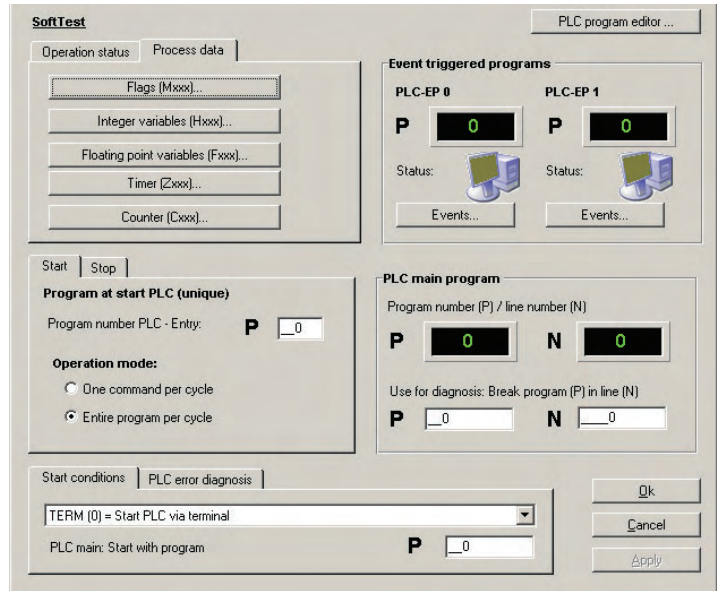 SoftTest
PLC program editor ...
Operation status
Process data
Flags (Mxxx)...
Integer variables (Hxxx)...
Floating point variables (Fxxx)...
Timer (Zxxx)...
Counter (Cxxx)...
Event triggered programs
PLC-EP 0
PLC-EP 1
P 0
P 0
Status:
Status:
Events...
Events...
Start
Stop
Program at start PLC (unique)
Program number PLC - Entry: P __0
Operation mode:
One command per cycle
Entire program per cycle
PLC main program
Program number (P) / line number (N)
P 0 N 0
Use for diagnosis: Break program (P) in line (N)
P __0 N ____0
Start conditions
PLC error diagnosis
TERM (0) = Start PLC via terminal
PLC main: Start with program P __0
Ok
Cancel
Apply